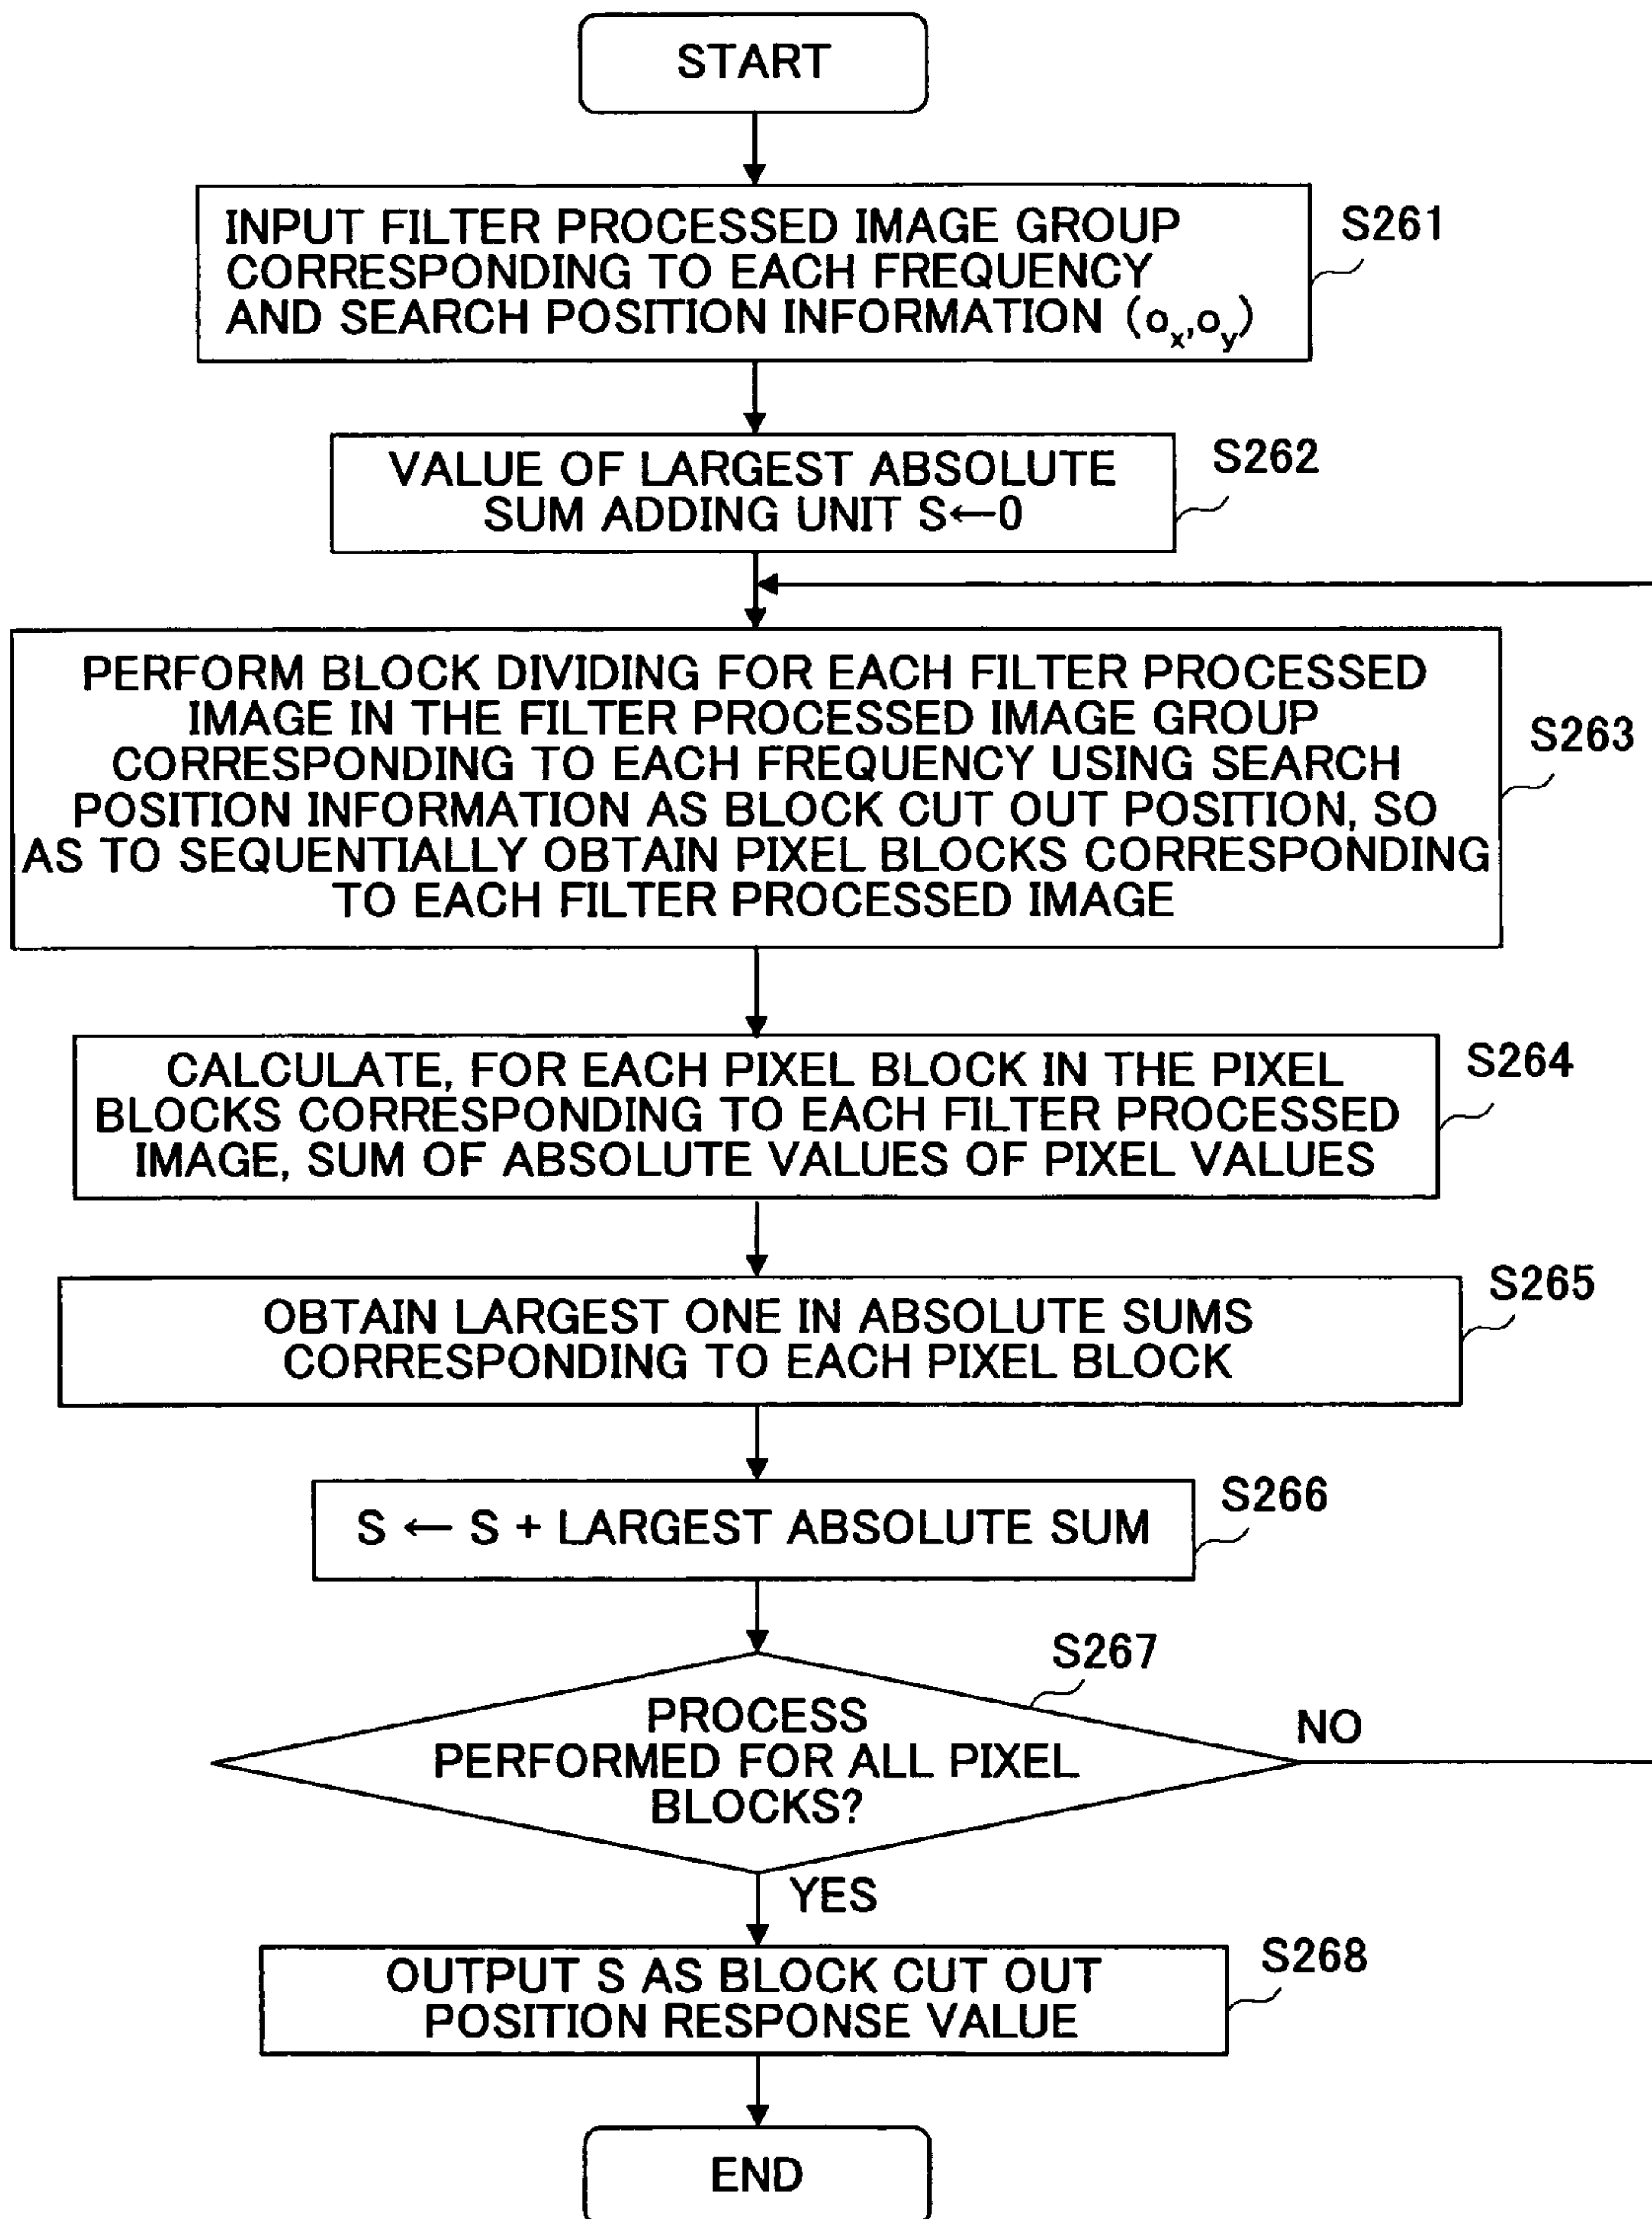 START
INPUT FILTER PROCESSED IMAGE GROUP
CORRESPONDING TO EACH FREQUENCY
AND SEARCH POSITION INFORMATION (oₓ,o_y)
S261
VALUE OF LARGEST ABSOLUTE
SUM ADDING UNIT S←0
S262
PERFORM BLOCK DIVIDING FOR EACH FILTER PROCESSED
IMAGE IN THE FILTER PROCESSED IMAGE GROUP
CORRESPONDING TO EACH FREQUENCY USING SEARCH
POSITION INFORMATION AS BLOCK CUT OUT POSITION, SO
AS TO SEQUENTIALLY OBTAIN PIXEL BLOCKS CORRESPONDING
TO EACH FILTER PROCESSED IMAGE
S263
CALCULATE, FOR EACH PIXEL BLOCK IN THE PIXEL
BLOCKS CORRESPONDING TO EACH FILTER PROCESSED
IMAGE, SUM OF ABSOLUTE VALUES OF PIXEL VALUES
S264
OBTAIN LARGEST ONE IN ABSOLUTE SUMS
CORRESPONDING TO EACH PIXEL BLOCK
S265
S ← S + LARGEST ABSOLUTE SUM
S266
S267
PROCESS
PERFORMED FOR ALL PIXEL
BLOCKS?
NO
YES
OUTPUT S AS BLOCK CUT OUT
POSITION RESPONSE VALUE
S268
END